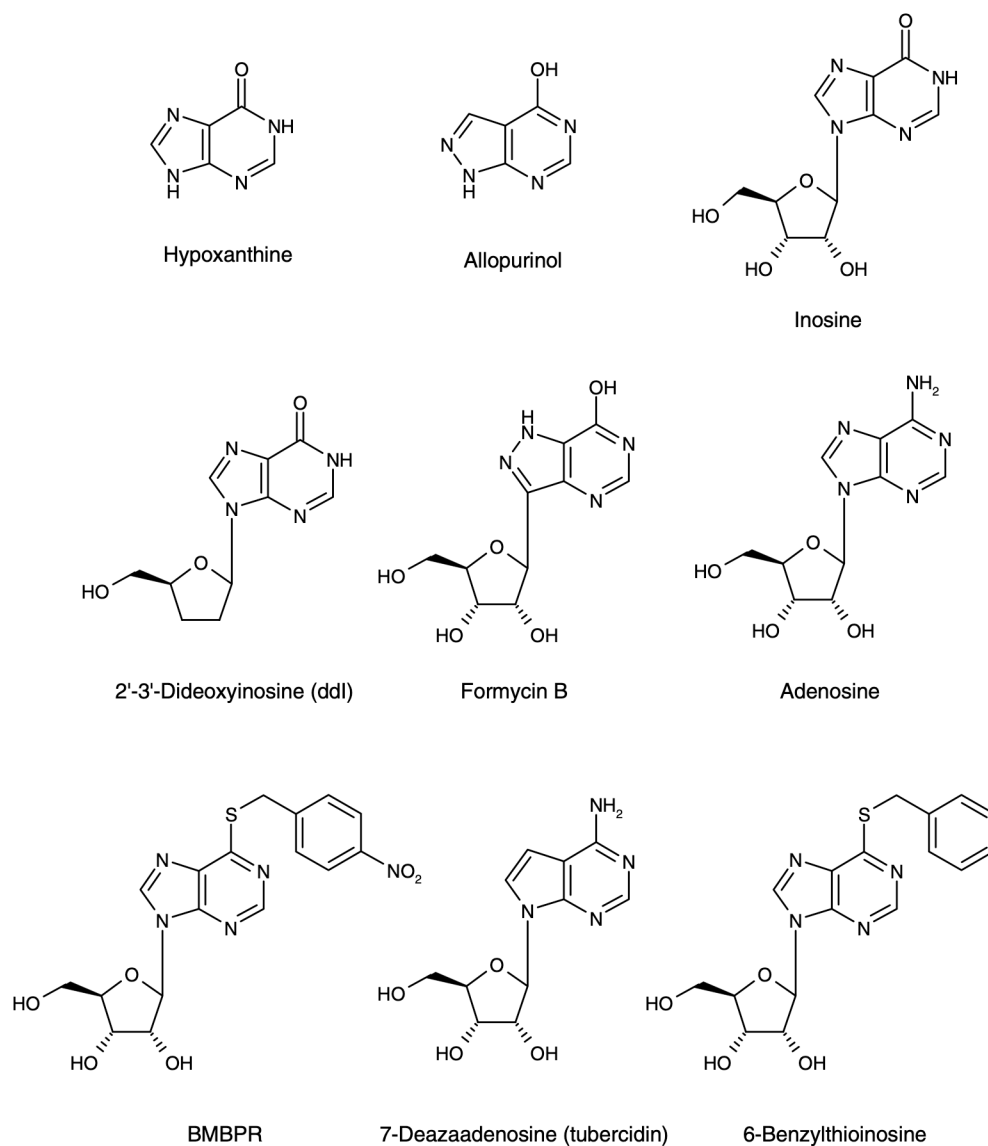 O
N
NH
N
H
N
Hypoxanthine
OH
N
N
N
H
N
Allopurinol
O
N
NH
N
N
O
HO
HO
OH
Inosine
O
N
NH
N
N
O
HO
2'-3'-Dideoxyinosine (ddI)
OH
H
N
N
N
N
O
HO
HO
OH
Formycin B
NH2
N
N
N
N
O
HO
HO
OH
Adenosine
S
NO2
N
N
N
N
O
HO
HO
OH
BMBPR
NH2
N
N
N
O
HO
HO
OH
7-Deazaadenosine (tubercidin)
S
N
N
N
N
O
HO
HO
OH
6-Benzylthioinosine